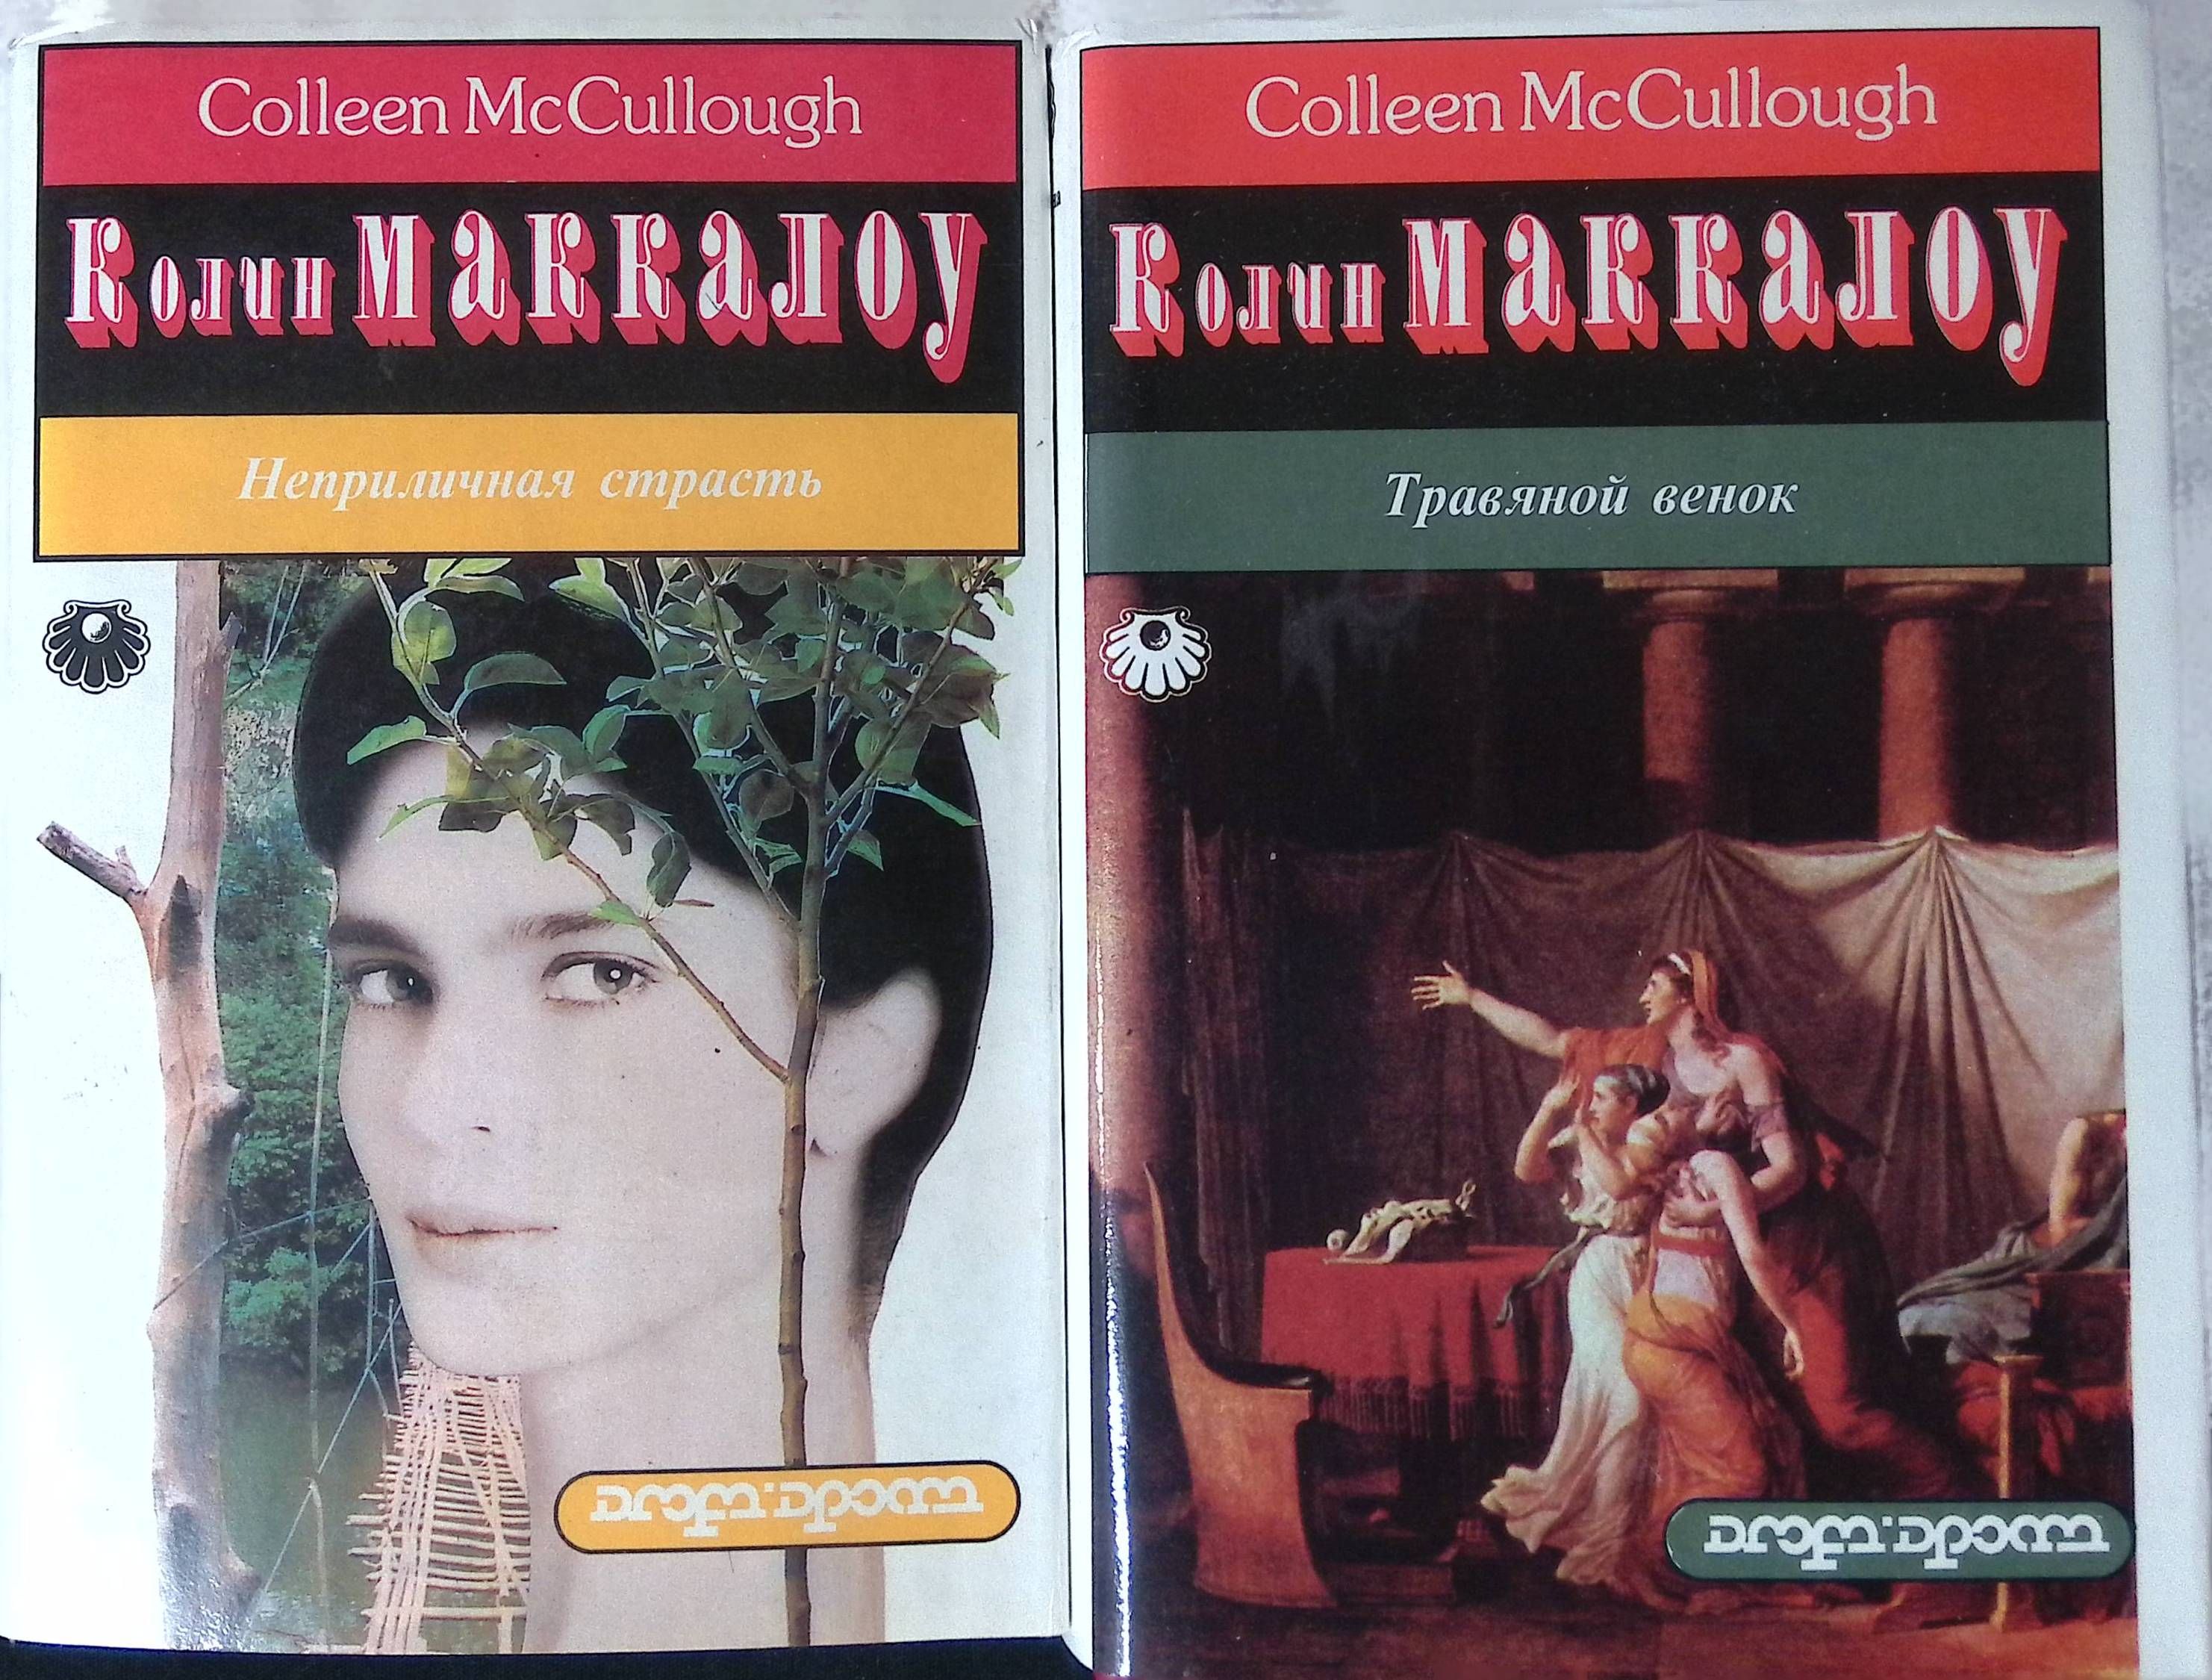 Colleen McCullough
Колин Маккалоу
Неприличная страсть
Colleen McCullough
Колин Маккалоу
Травяной венок